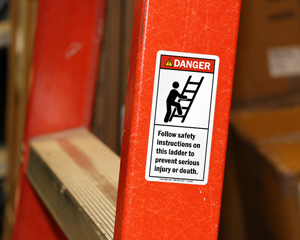 DANGER
Follow safety
instructions on
this ladder to
prevent serious
injury or death.